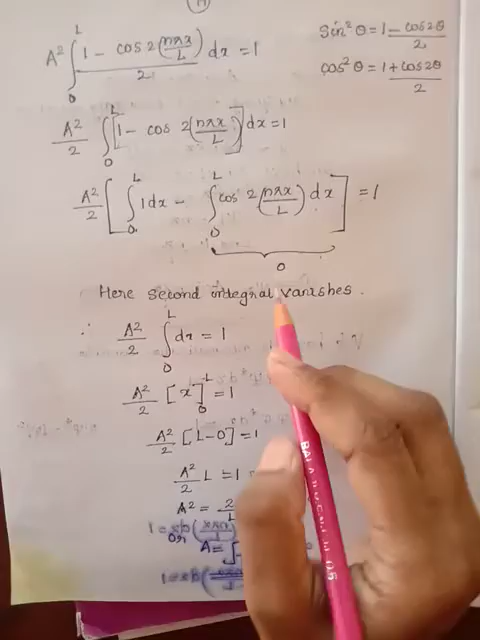 A² ∫₀ᴸ (1 - cos 2(nπx/L))/2 dx = 1
Sin²θ = (1 - cos2θ)/2
cos²θ = (1 + cos2θ)/2
A²/2 ∫₀ᴸ [1 - cos 2(nπx/L)] dx = 1
A²/2 [∫₀ᴸ 1dx - ∫₀ᴸ cos 2(nπx/L) dx] = 1
0
Here second integral vanishes.
∴ A²/2 ∫₀ᴸ dx = 1
A²/2 [x]₀ᴸ = 1
A²/2 [L-0] = 1
A²/2 L = 1
A² = 2/L
A = √